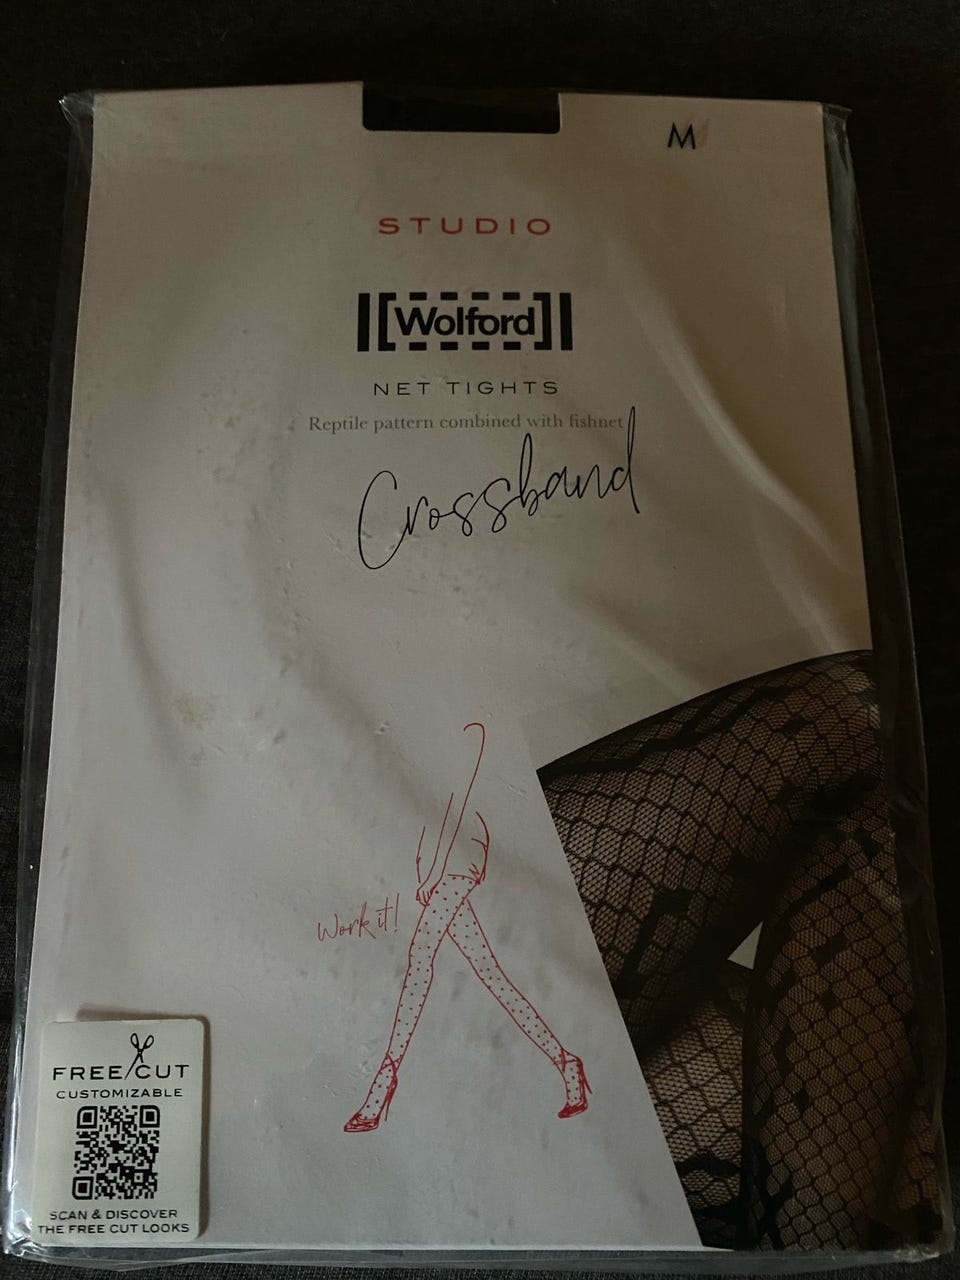 M
STUDIO
Wolford
NET TIGHTS
Reptile pattern combined with fishnet
Crossband
Work it!
FREE CUT
CUSTOMIZABLE
SCAN & DISCOVER
THE FREE CUT LOOKS